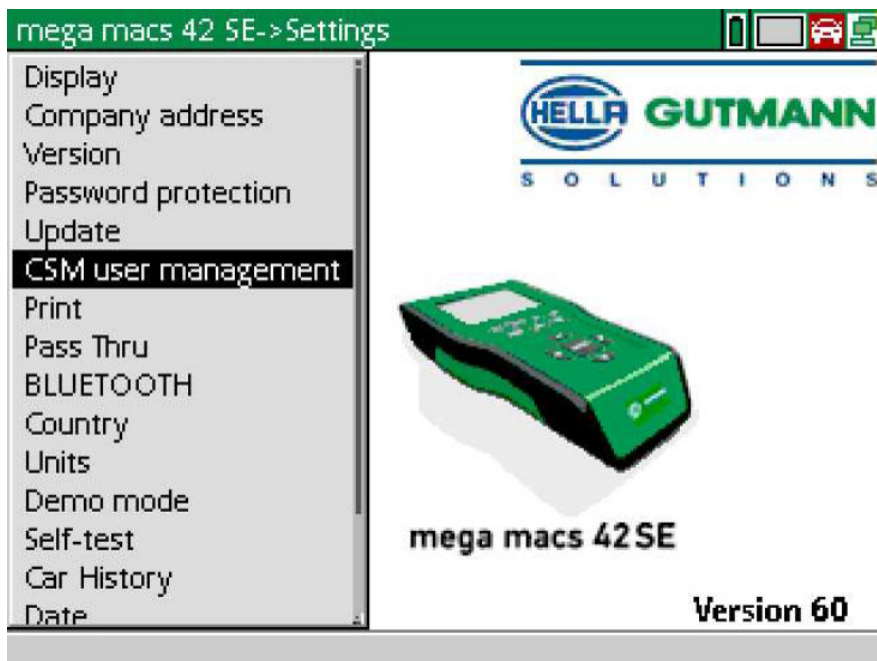 mega macs 42 SE->Settings
Display
Company address
Version
Password protection
Update
CSM user management
Print
Pass Thru
BLUETOOTH
Country
Units
Demo mode
Self-test
Car History
Date
HELLA GUTMANN
SOLUTIONS
mega macs 42SE
Version 60